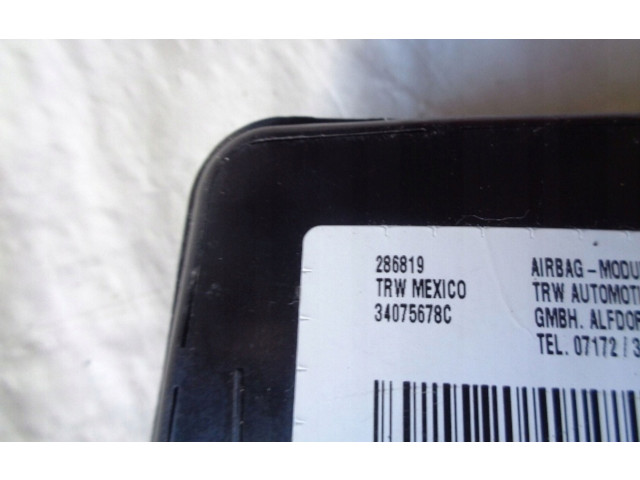 286819
TRW MEXICO
34075678C
AIRBAG - MODU
TRW AUTOMOTI
GMBH. ALFDOR
TEL. 07172 / 3